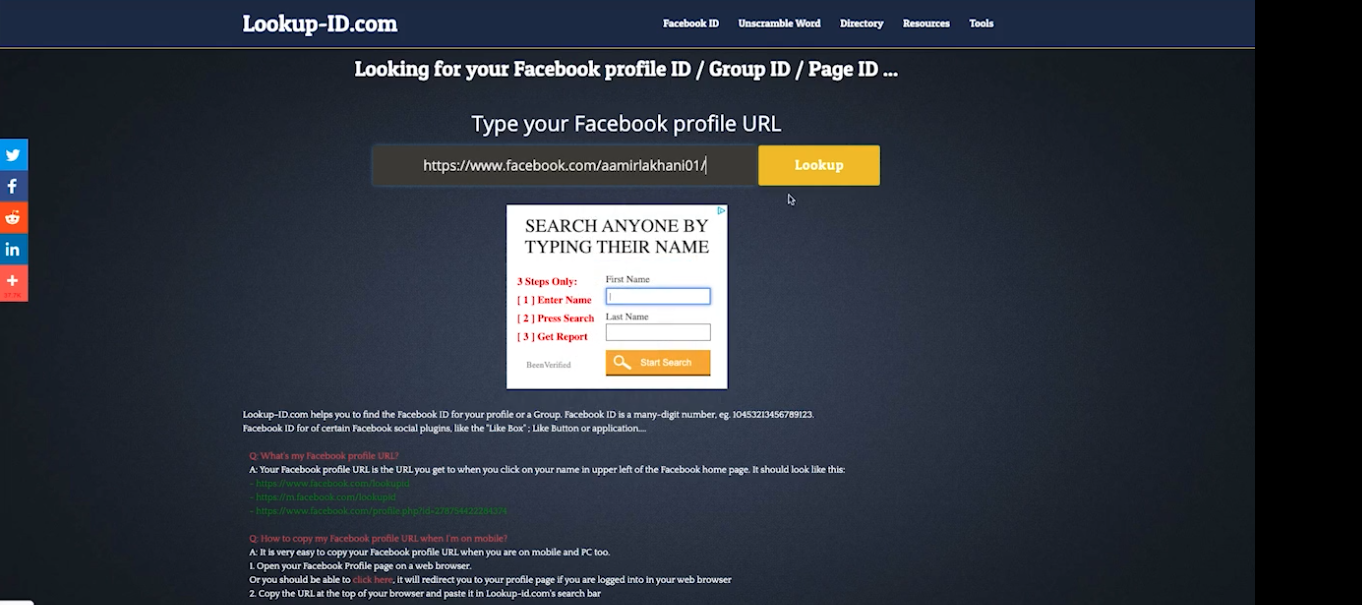 Lookup-ID.com
Facebook ID Unscramble Word Directory Resources Tools
Looking for your Facebook profile ID / Group ID / Page ID ...
Type your Facebook profile URL
https://www.facebook.com/aamirlakhani01/
Lookup
SEARCH ANYONE BY
TYPING THEIR NAME
3 Steps Only:
[ 1 ] Enter Name
[ 2 ] Press Search
[ 3 ] Get Report
First Name
Last Name
BeenVerified
Start Search
Lookup-ID.com helps you to find the Facebook ID for your profile or a Group. Facebook ID is a many-digit number, eg. 10453213456789123.
Facebook ID for of certain Facebook social plugins, like the "Like Box" ; Like Button or application....
Q: What's my Facebook profile URL?
A: Your Facebook profile URL is the URL you get to when you click on your name in upper left of the Facebook home page. It should look like this:
- https://www.facebook.com/lookupid
- https://m.facebook.com/lookupid
Q: How to copy my Facebook profile URL when I'm on mobile?
A: It is very easy to copy your Facebook profile URL when you are on mobile and PC too.
1. Open your Facebook Profile page on a web browser.
Or you should be able to click here, it will redirect you to your profile page if you are logged into in your web browser
2. Copy the URL at the top of your browser and paste it in Lookup-id.com's search bar